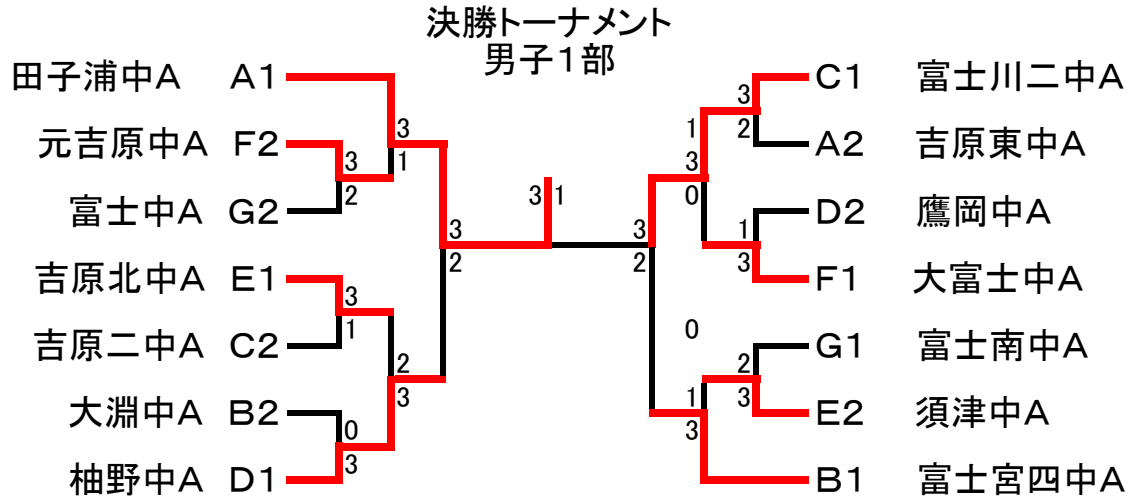 決勝トーナメント
男子1部
田子浦中A A1
元吉原中A F2
富士中A G2
吉原北中A E1
吉原二中A C2
大淵中A B2
柚野中A D1
3
1
3
2
3
1
0
3
2
3
3
2
3 1
3
2
1
3
0
3
2
1
3
0
2
3
1
3
C1 富士川二中A
A2 吉原東中A
D2 鷹岡中A
F1 大富士中A
G1 富士南中A
E2 須津中A
B1 富士宮四中A